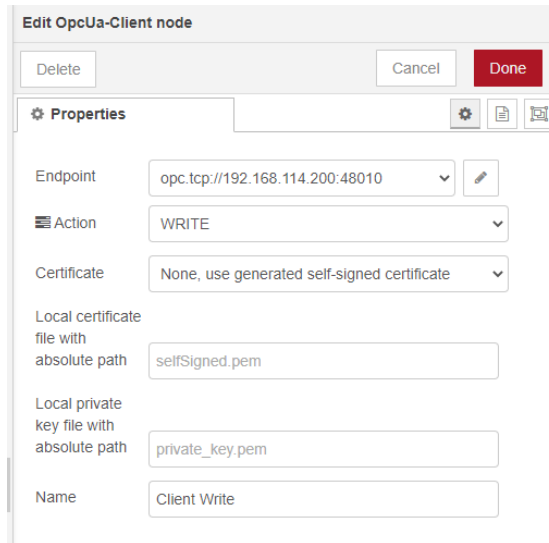 Edit OpcUa-Client node
Delete
Cancel
Done
Properties
Endpoint
opc.tcp://192.168.114.200:48010
Action
WRITE
Certificate
None, use generated self-signed certificate
Local certificate
file with
absolute path
selfSigned.pem
Local private
key file with
absolute path
private_key.pem
Name
Client Write